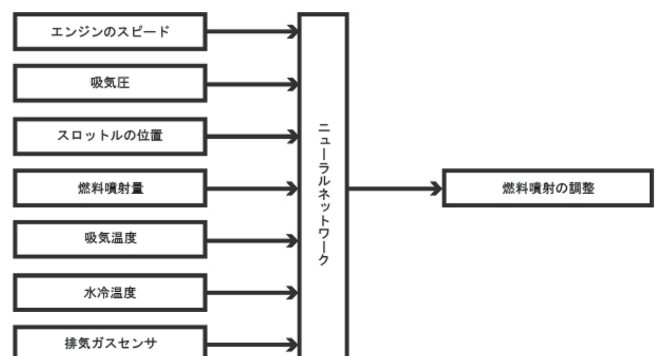 エンジンのスピード
吸気圧
スロットルの位置
燃料噴射量
吸気温度
水冷温度
排気ガスセンサ
ニューラルネットワーク
燃料噴射の調整